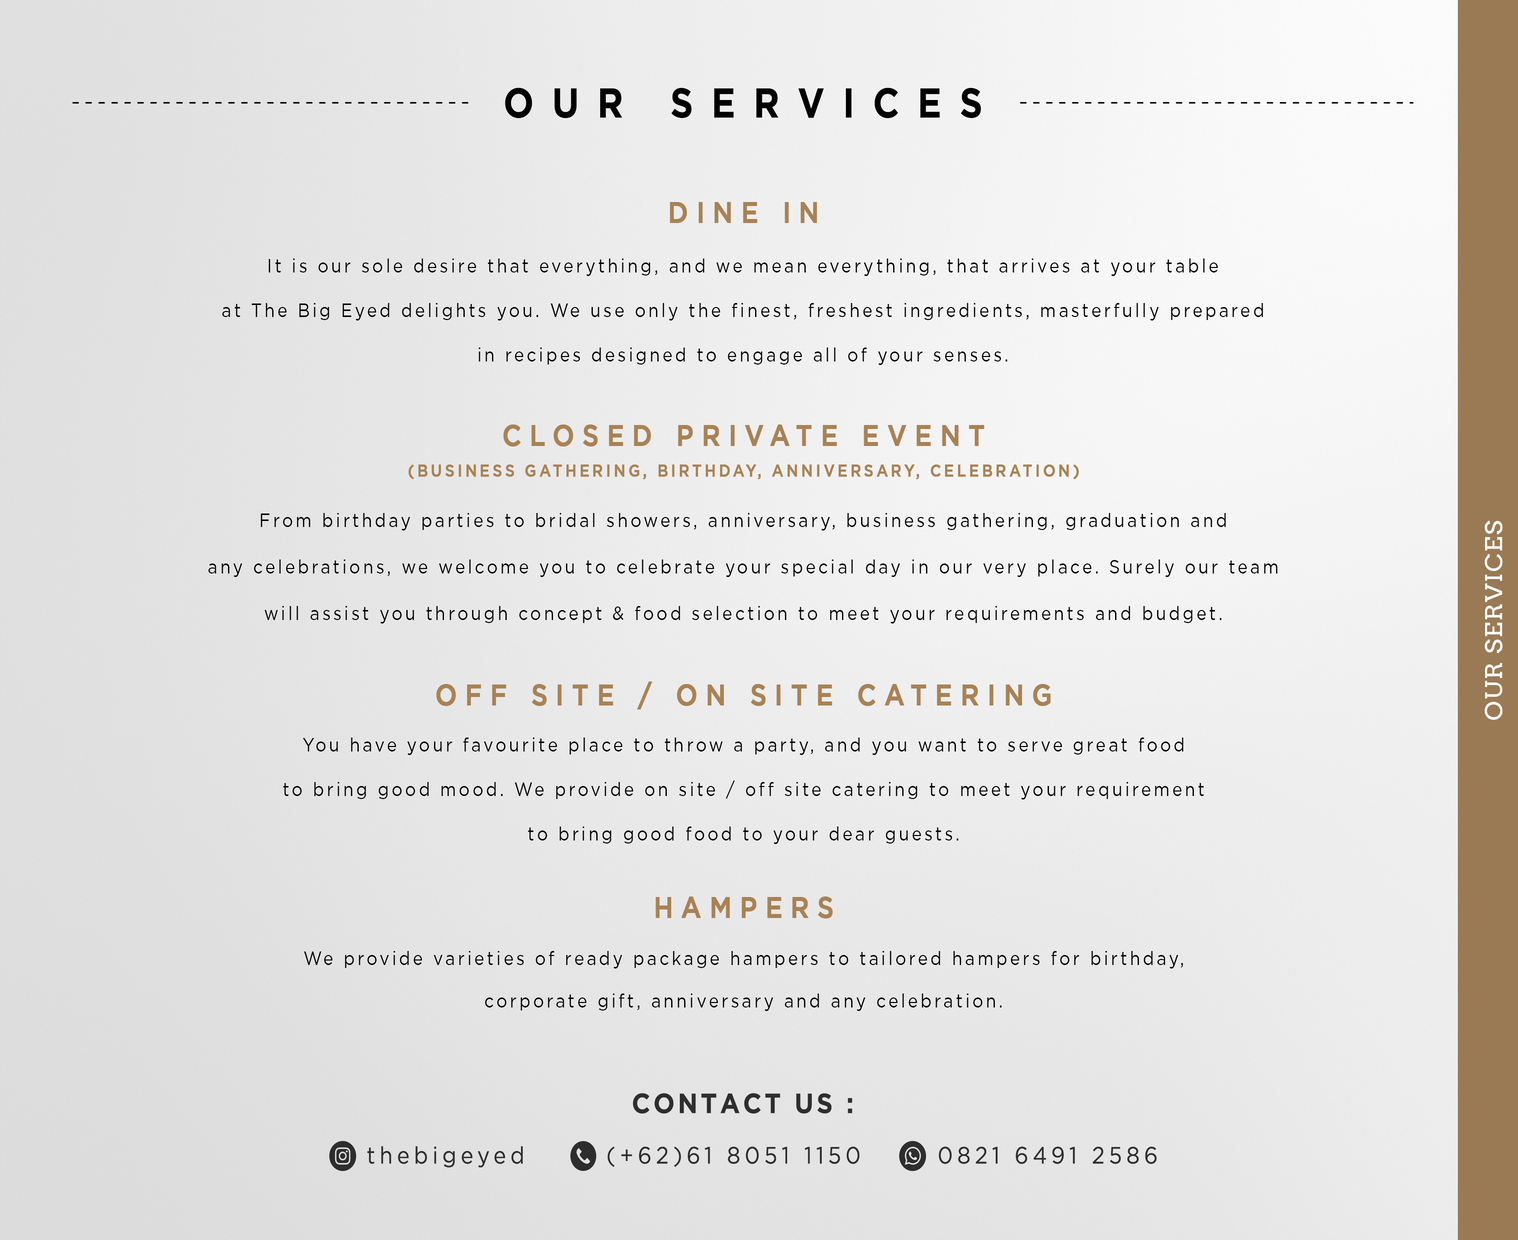 OUR SERVICES
DINE IN
It is our sole desire that everything, and we mean everything, that arrives at your table
at The Big Eyed delights you. We use only the finest, freshest ingredients, masterfully prepared
in recipes designed to engage all of your senses.
CLOSED PRIVATE EVENT
(BUSINESS GATHERING, BIRTHDAY, ANNIVERSARY, CELEBRATION)
From birthday parties to bridal showers, anniversary, business gathering, graduation and
any celebrations, we welcome you to celebrate your special day in our very place. Surely our team
will assist you through concept & food selection to meet your requirements and budget.
OFF SITE / ON SITE CATERING
You have your favourite place to throw a party, and you want to serve great food
to bring good mood. We provide on site / off site catering to meet your requirement
to bring good food to your dear guests.
HAMPERS
We provide varieties of ready package hampers to tailored hampers for birthday,
corporate gift, anniversary and any celebration.
CONTACT US :
thebigeyed (+62)61 8051 1150 0821 6491 2586
OUR SERVICES